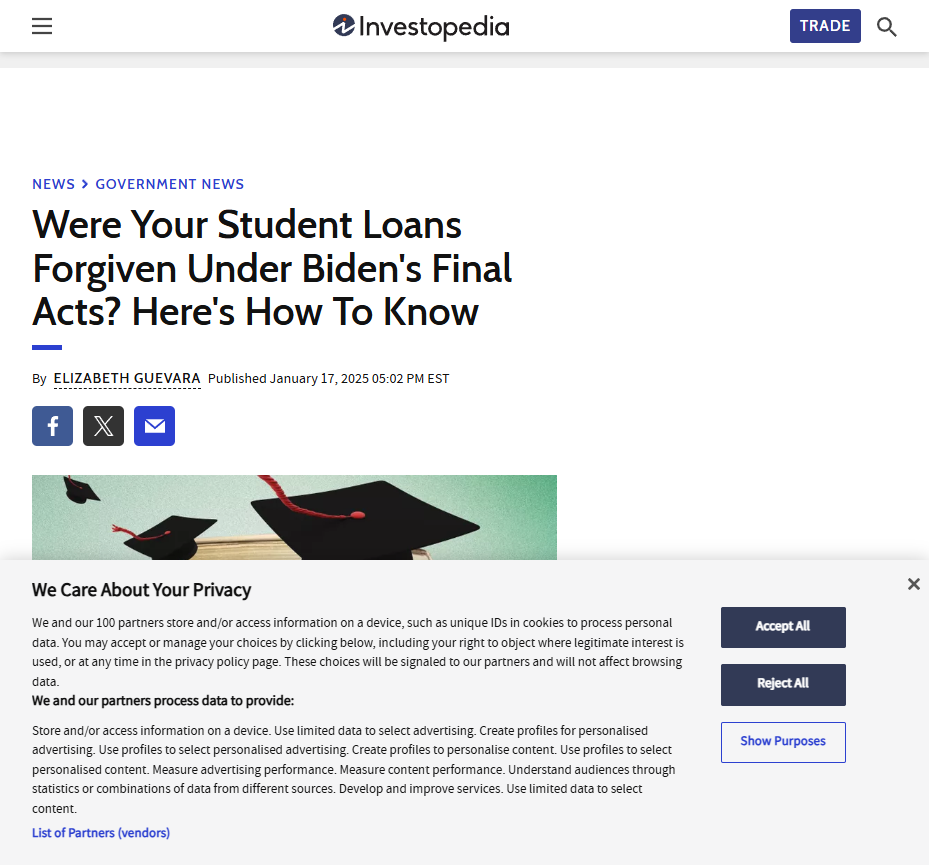 Investopedia
TRADE
NEWS > GOVERNMENT NEWS
Were Your Student Loans
Forgiven Under Biden's Final
Acts? Here's How To Know
By ELIZABETH GUEVARA Published January 17, 2025 05:02 PM EST
We Care About Your Privacy
We and our 100 partners store and/or access information on a device, such as unique IDs in cookies to process personal
data. You may accept or manage your choices by clicking below, including your right to object where legitimate interest is
used, or at any time in the privacy policy page. These choices will be signaled to our partners and will not affect browsing
data.
We and our partners process data to provide:
Store and/or access information on a device. Use limited data to select advertising. Create profiles for personalised
advertising. Use profiles to select personalised advertising. Create profiles to personalise content. Use profiles to select
personalised content. Measure advertising performance. Measure content performance. Understand audiences through
statistics or combinations of data from different sources. Develop and improve services. Use limited data to select
content.
List of Partners (vendors)
Accept All
Reject All
Show Purposes